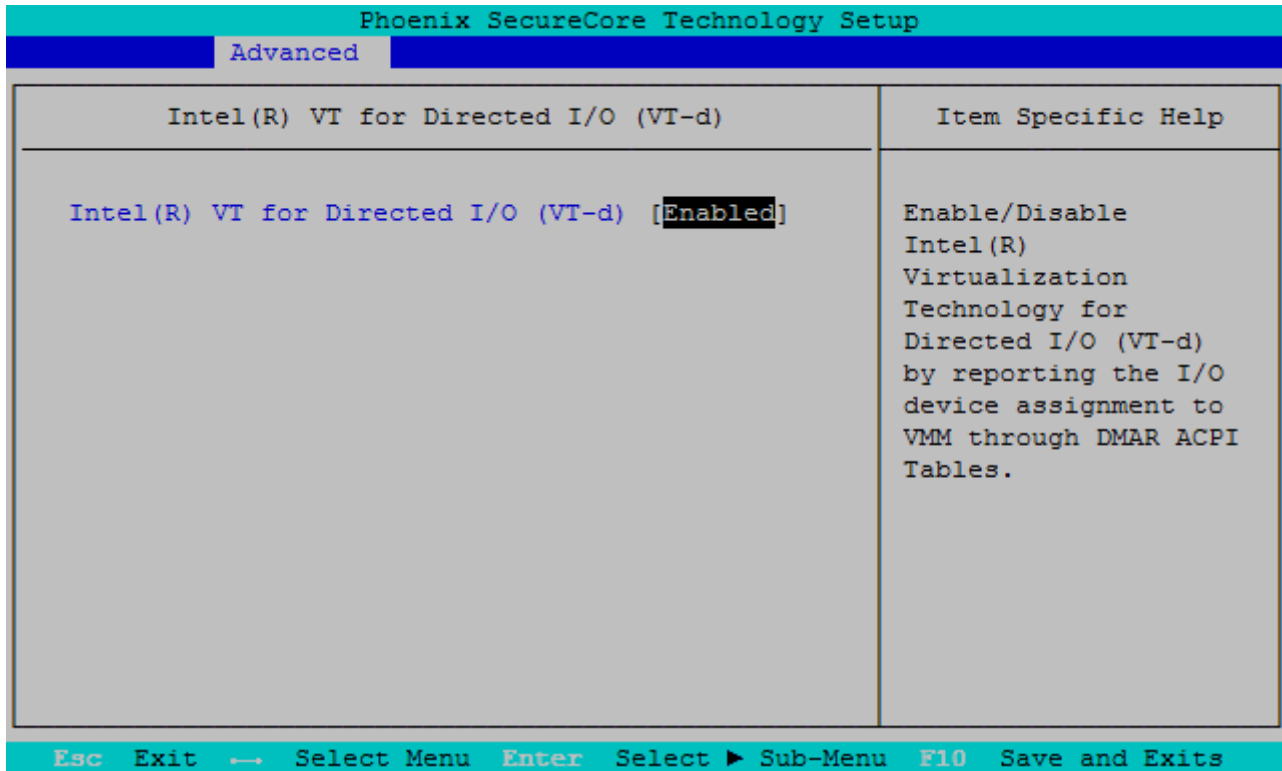 Phoenix SecureCore Technology Setup
Advanced
Intel(R) VT for Directed I/O (VT-d)
Item Specific Help
Intel(R) VT for Directed I/O (VT-d) [Enabled]
Enable/Disable
Intel(R)
Virtualization
Technology for
Directed I/O (VT-d)
by reporting the I/O
device assignment to
VMM through DMAR ACPI
Tables.
Esc Exit ←→ Select Menu Enter Select ► Sub-Menu F10 Save and Exits